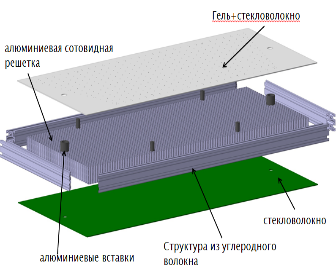 Гель+стекловолокно
алюминиевая сотовидная
решетка
стекловолокно
Структура из углеродного
волокна
алюминиевые вставки